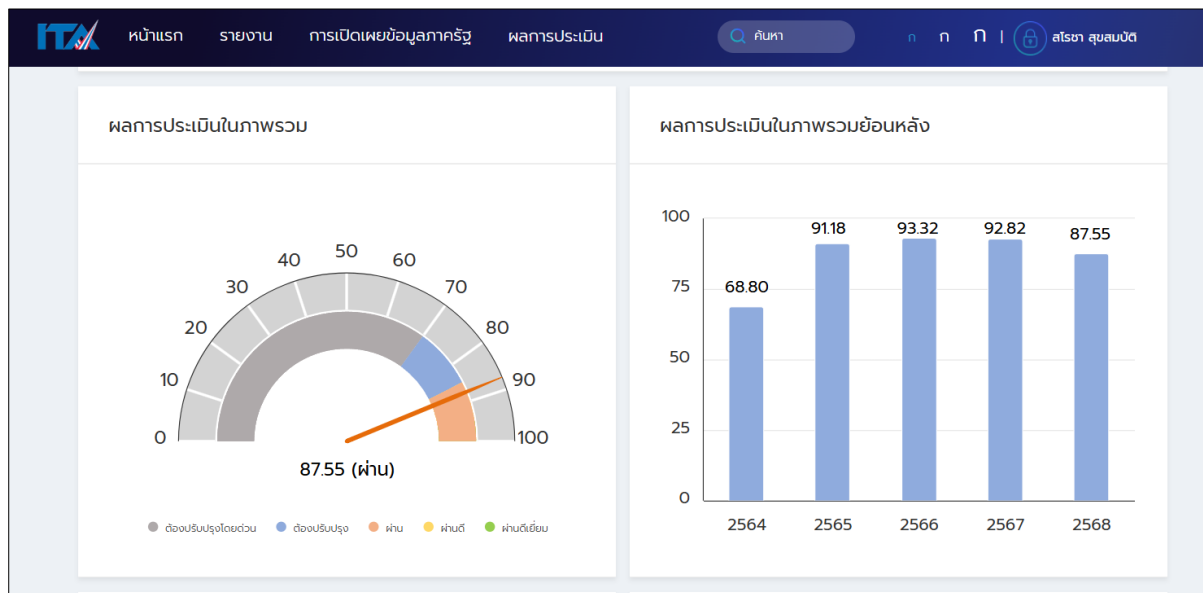 ITA หน้าแรก รายงาน การเปิดเผยข้อมูลภาครัฐ ผลการประเมิน ค้นหา ก ก ก | สโรชา สุขสมบัติ
ผลการประเมินในภาพรวม
0
10
20
30
40
50
60
70
80
90
100
87.55 (ผ่าน)
ต้องปรับปรุงโดยด่วน ต้องปรับปรุง ผ่าน ผ่านดี ผ่านดีเยี่ยม
ผลการประเมินในภาพรวมย้อนหลัง
100
75
50
25
0
68.80 91.18 93.32 92.82 87.55
2564 2565 2566 2567 2568